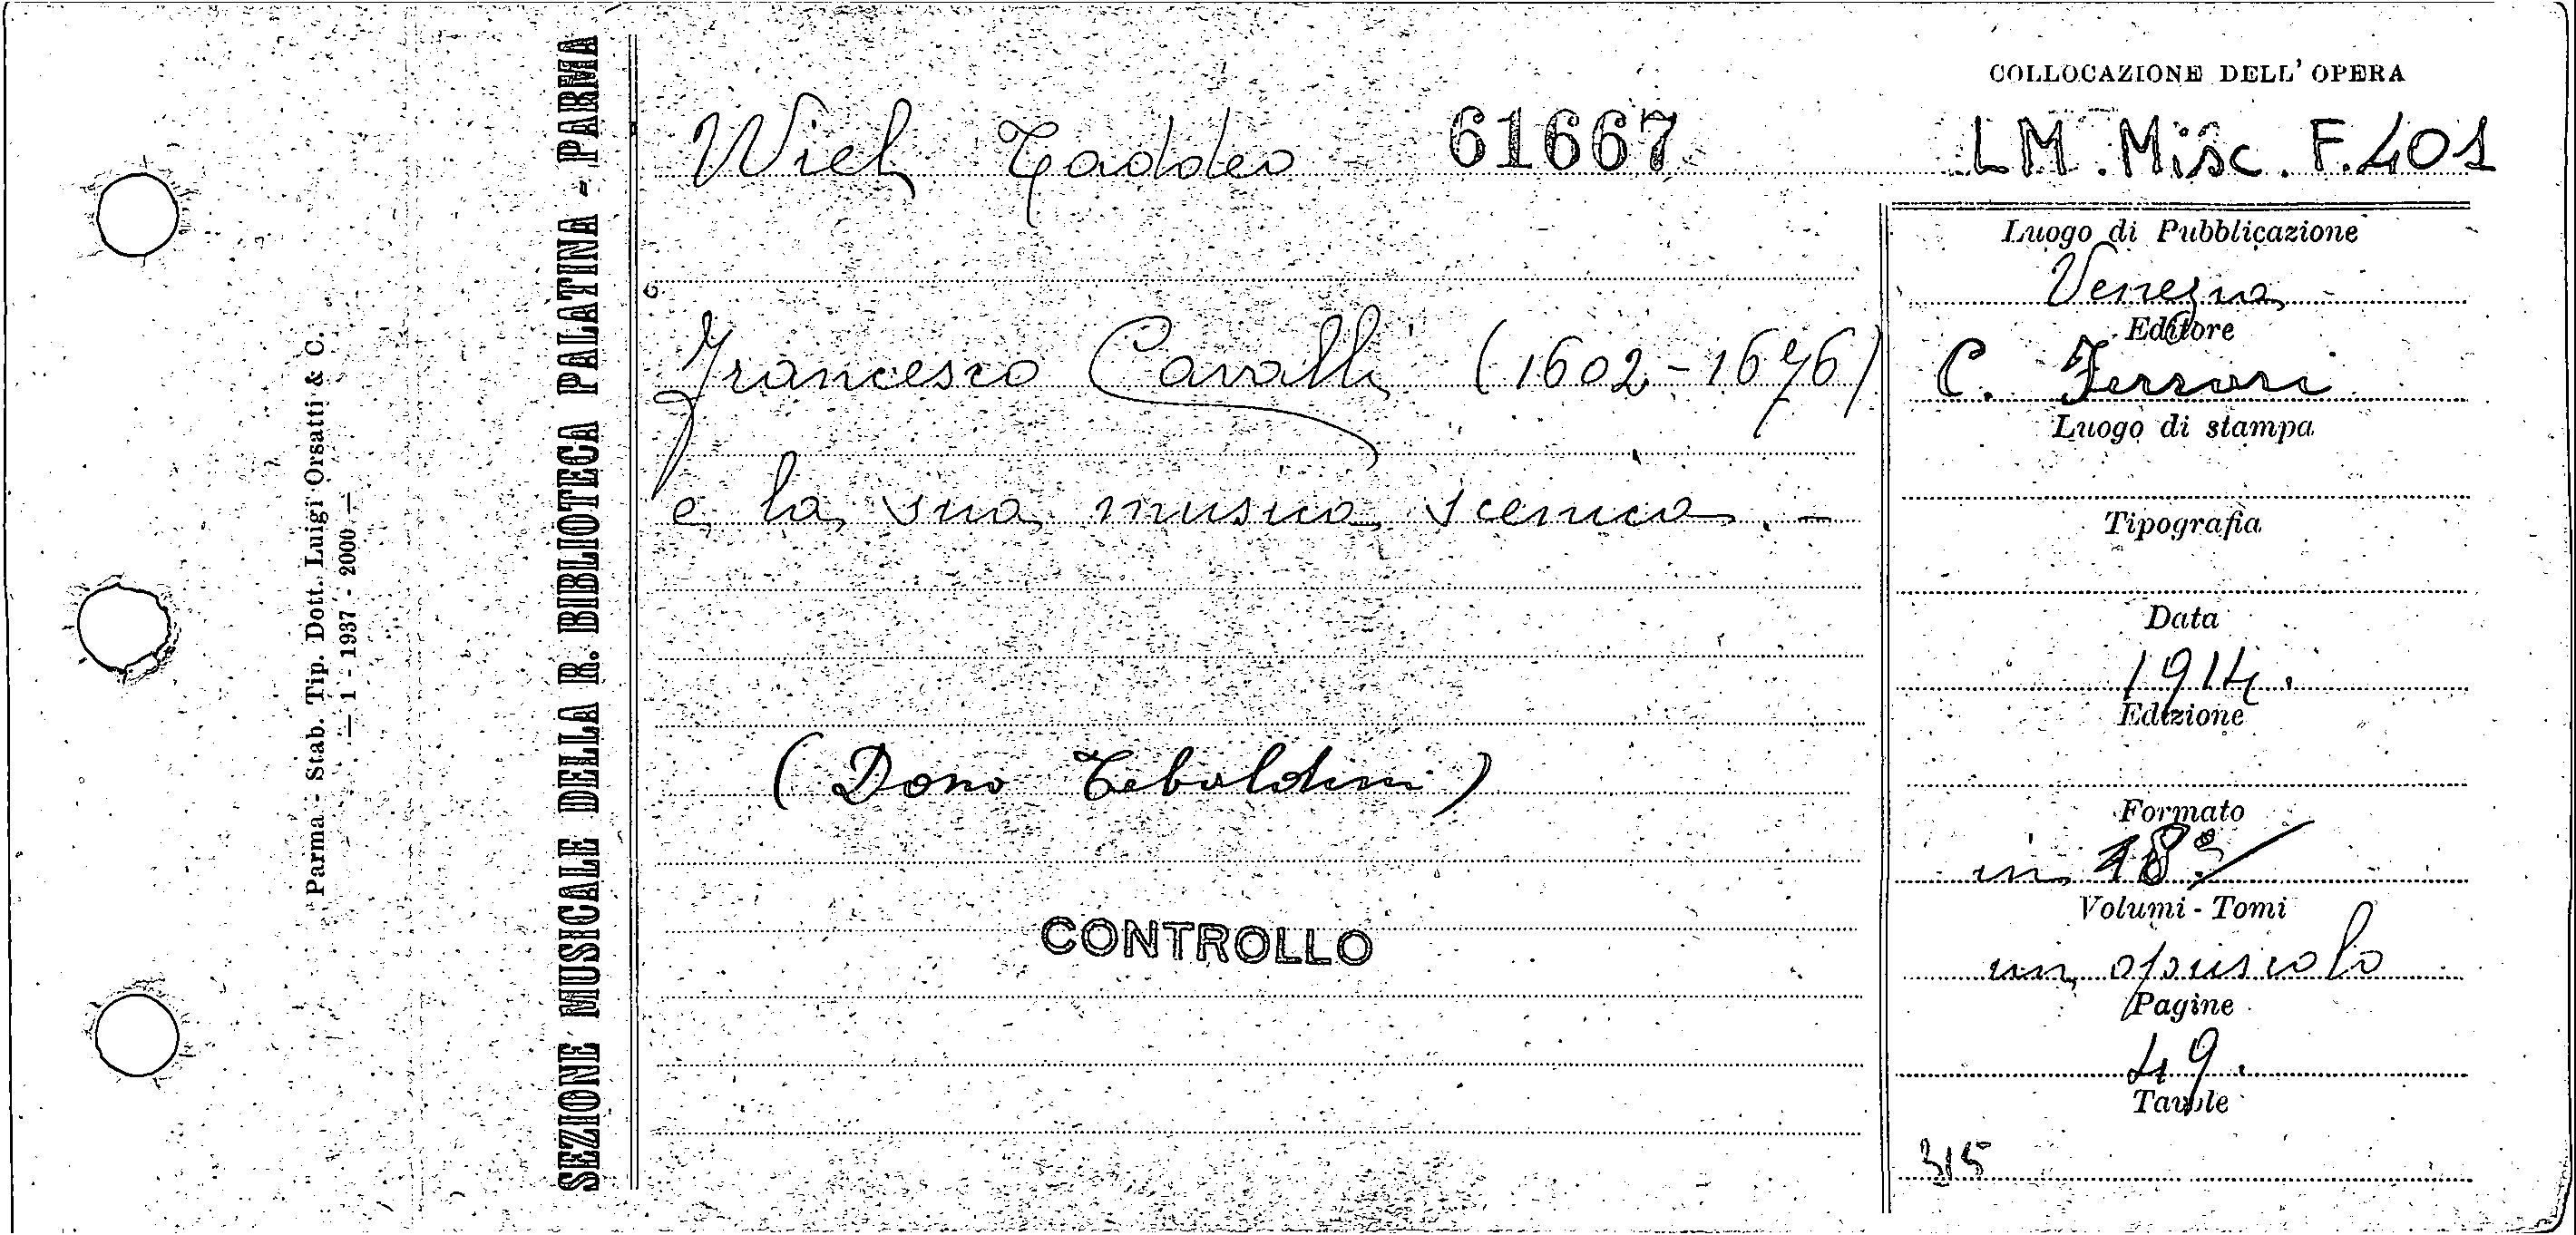 COLLOCAZIONE DELL' OPERA
Wiel Taddeo 61667 LM. Misc. F.401
Luogo di Pubblicazione
Venezia
Editore
Francesco Cavalli (1602-1676)
C. Ferrari
Luogo di stampa
e la sua musica scenica. -
Tipografia
Data
1914.
Edizione
(Dono Tebaldini)
Formato
in 18º
Volumi - Tomi
CONTROLLO
un opuscolo
Pagine
49.
Tavole
315
SEZIONE MUSICALE DELLA R. BIBLIOTECA PALATINA - PARMA
Parma - Stab. Tip. Dott. Luigi Orsatti & C.
— 1 - 1937 - 2000 —